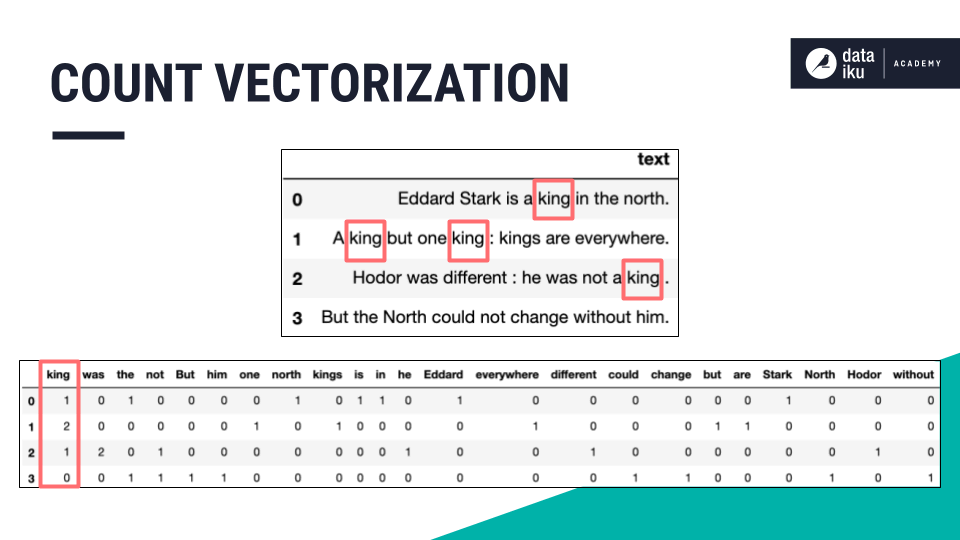 COUNT VECTORIZATION
data
iku
ACADEMY
text
0 Eddard Stark is a king in the north.
1 A king but one king : kings are everywhere.
2 Hodor was different : he was not a king .
3 But the North could not change without him.
king was the not But him one north kings is in he Eddard everywhere different could change but are Stark North Hodor without
0 1 0 1 0 0 0 0 1 0 1 1 0 1 0 0 0 0 0 0 1 0 0 0
1 2 0 0 0 0 0 1 0 1 0 0 0 0 1 0 0 0 1 1 0 0 0 0
2 1 2 0 1 0 0 0 0 0 0 0 1 0 0 1 0 0 0 0 0 0 1 0
3 0 0 1 1 1 1 0 0 0 0 0 0 0 0 0 1 1 0 0 0 1 0 1